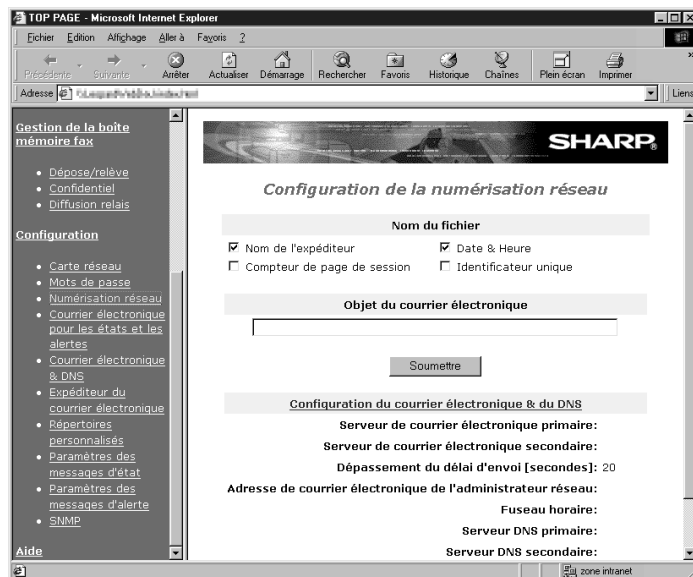 TOP PAGE - Microsoft Internet Explorer
Fichier Edition Affichage Aller à Favoris ?
Précédente Suivante Arrêter Actualiser Démarrage Rechercher Favoris Historique Chaînes Plein écran Imprimer
Adresse
Liens
Gestion de la boîte
mémoire fax
Dépose/relève
Confidentiel
Diffusion relais
Configuration
Carte réseau
Mots de passe
Numérisation réseau
Courrier électronique
pour les états et les
alertes
Courrier électronique
& DNS
Expéditeur du
courrier électronique
Répertoires
personnalisés
Paramètres des
messages d'état
Paramètres des
messages d'alerte
SNMP
Aide
SHARP
Configuration de la numérisation réseau
Nom du fichier
Nom de l'expéditeur Date & Heure
Compteur de page de session Identificateur unique
Objet du courrier électronique
Soumettre
Configuration du courrier électronique & du DNS
Serveur de courrier électronique primaire:
Serveur de courrier électronique secondaire:
Dépassement du délai d'envoi [secondes]: 20
Adresse de courrier électronique de l'administrateur réseau:
Fuseau horaire:
Serveur DNS primaire:
Serveur DNS secondaire:
zone intranet